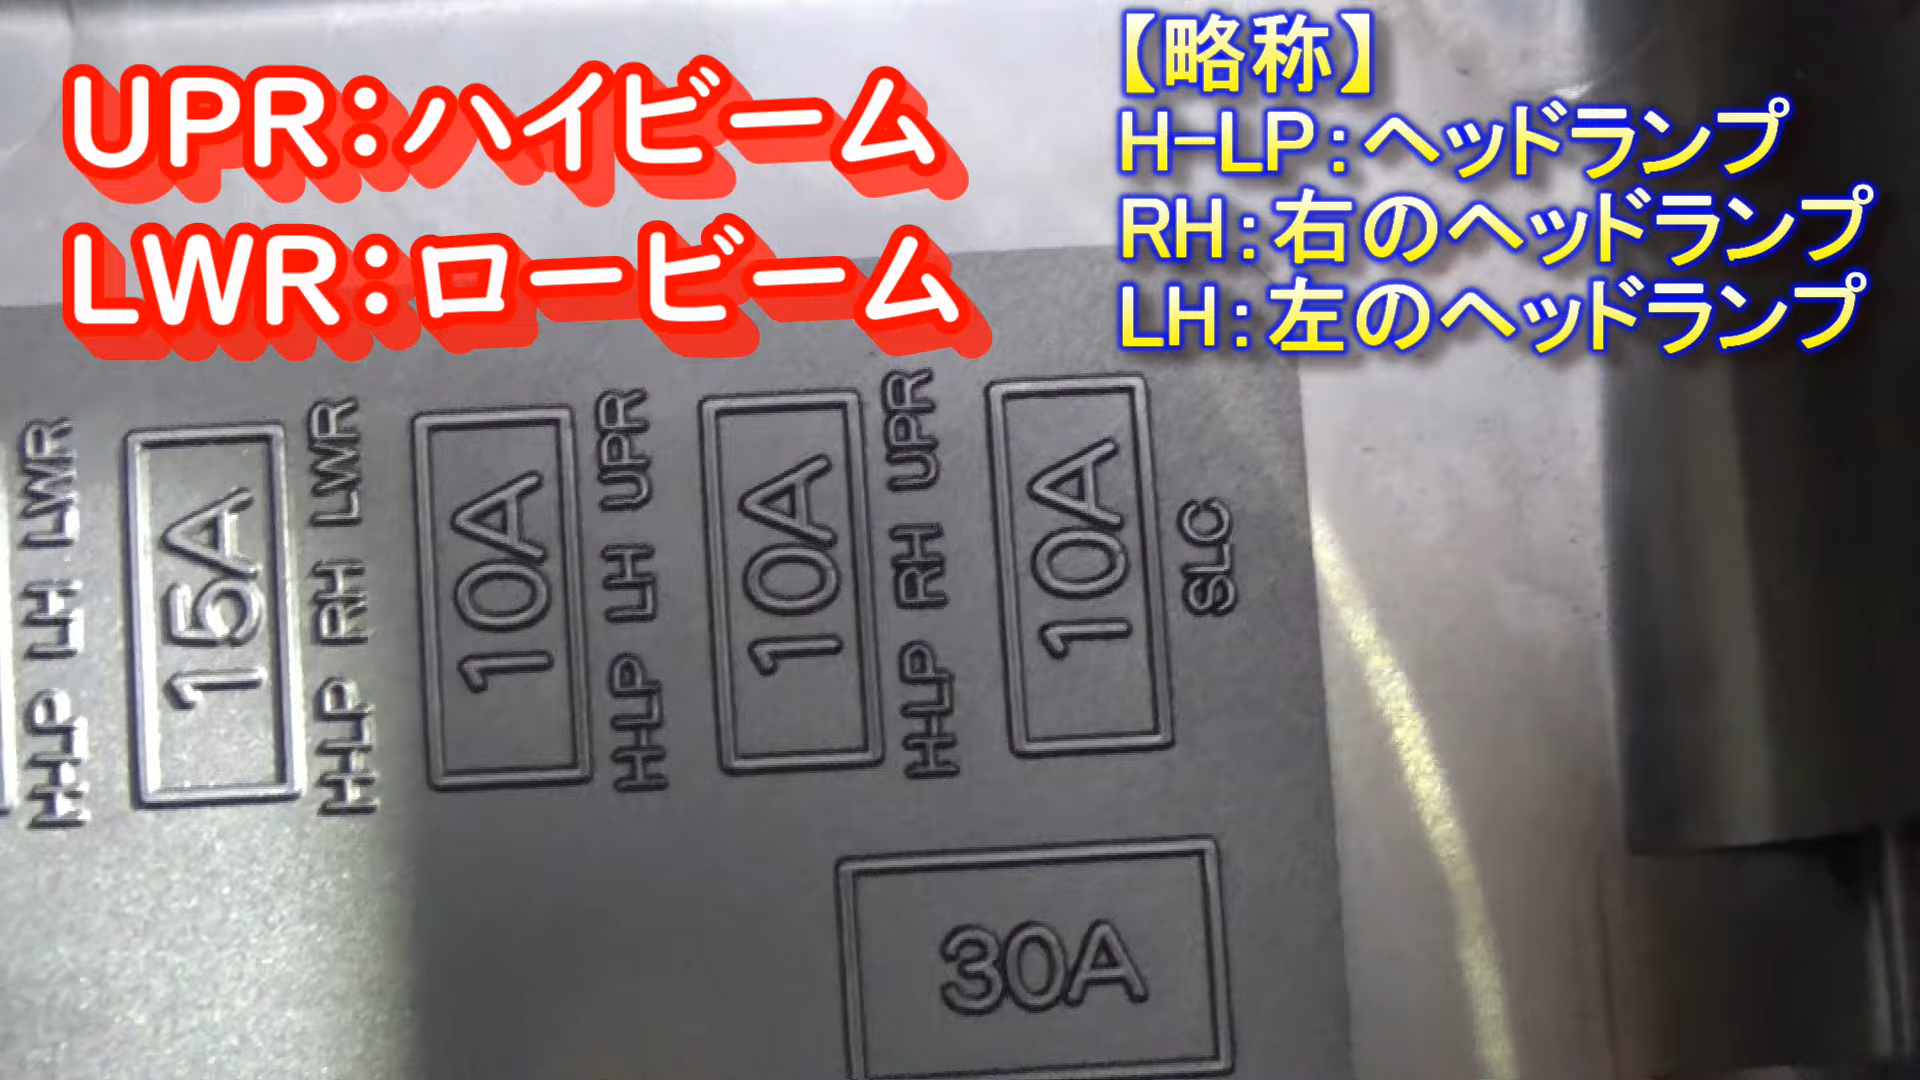 UPR:ハイビーム
LWR:ロービーム
【略称】
H-LP:ヘッドランプ
RH:右のヘッドランプ
LH:左のヘッドランプ
H-LP LH LWR
15A
H-LP RH LWR
10A
H-LP LH UPR
10A
H-LP RH UPR
10A
SLC
30A